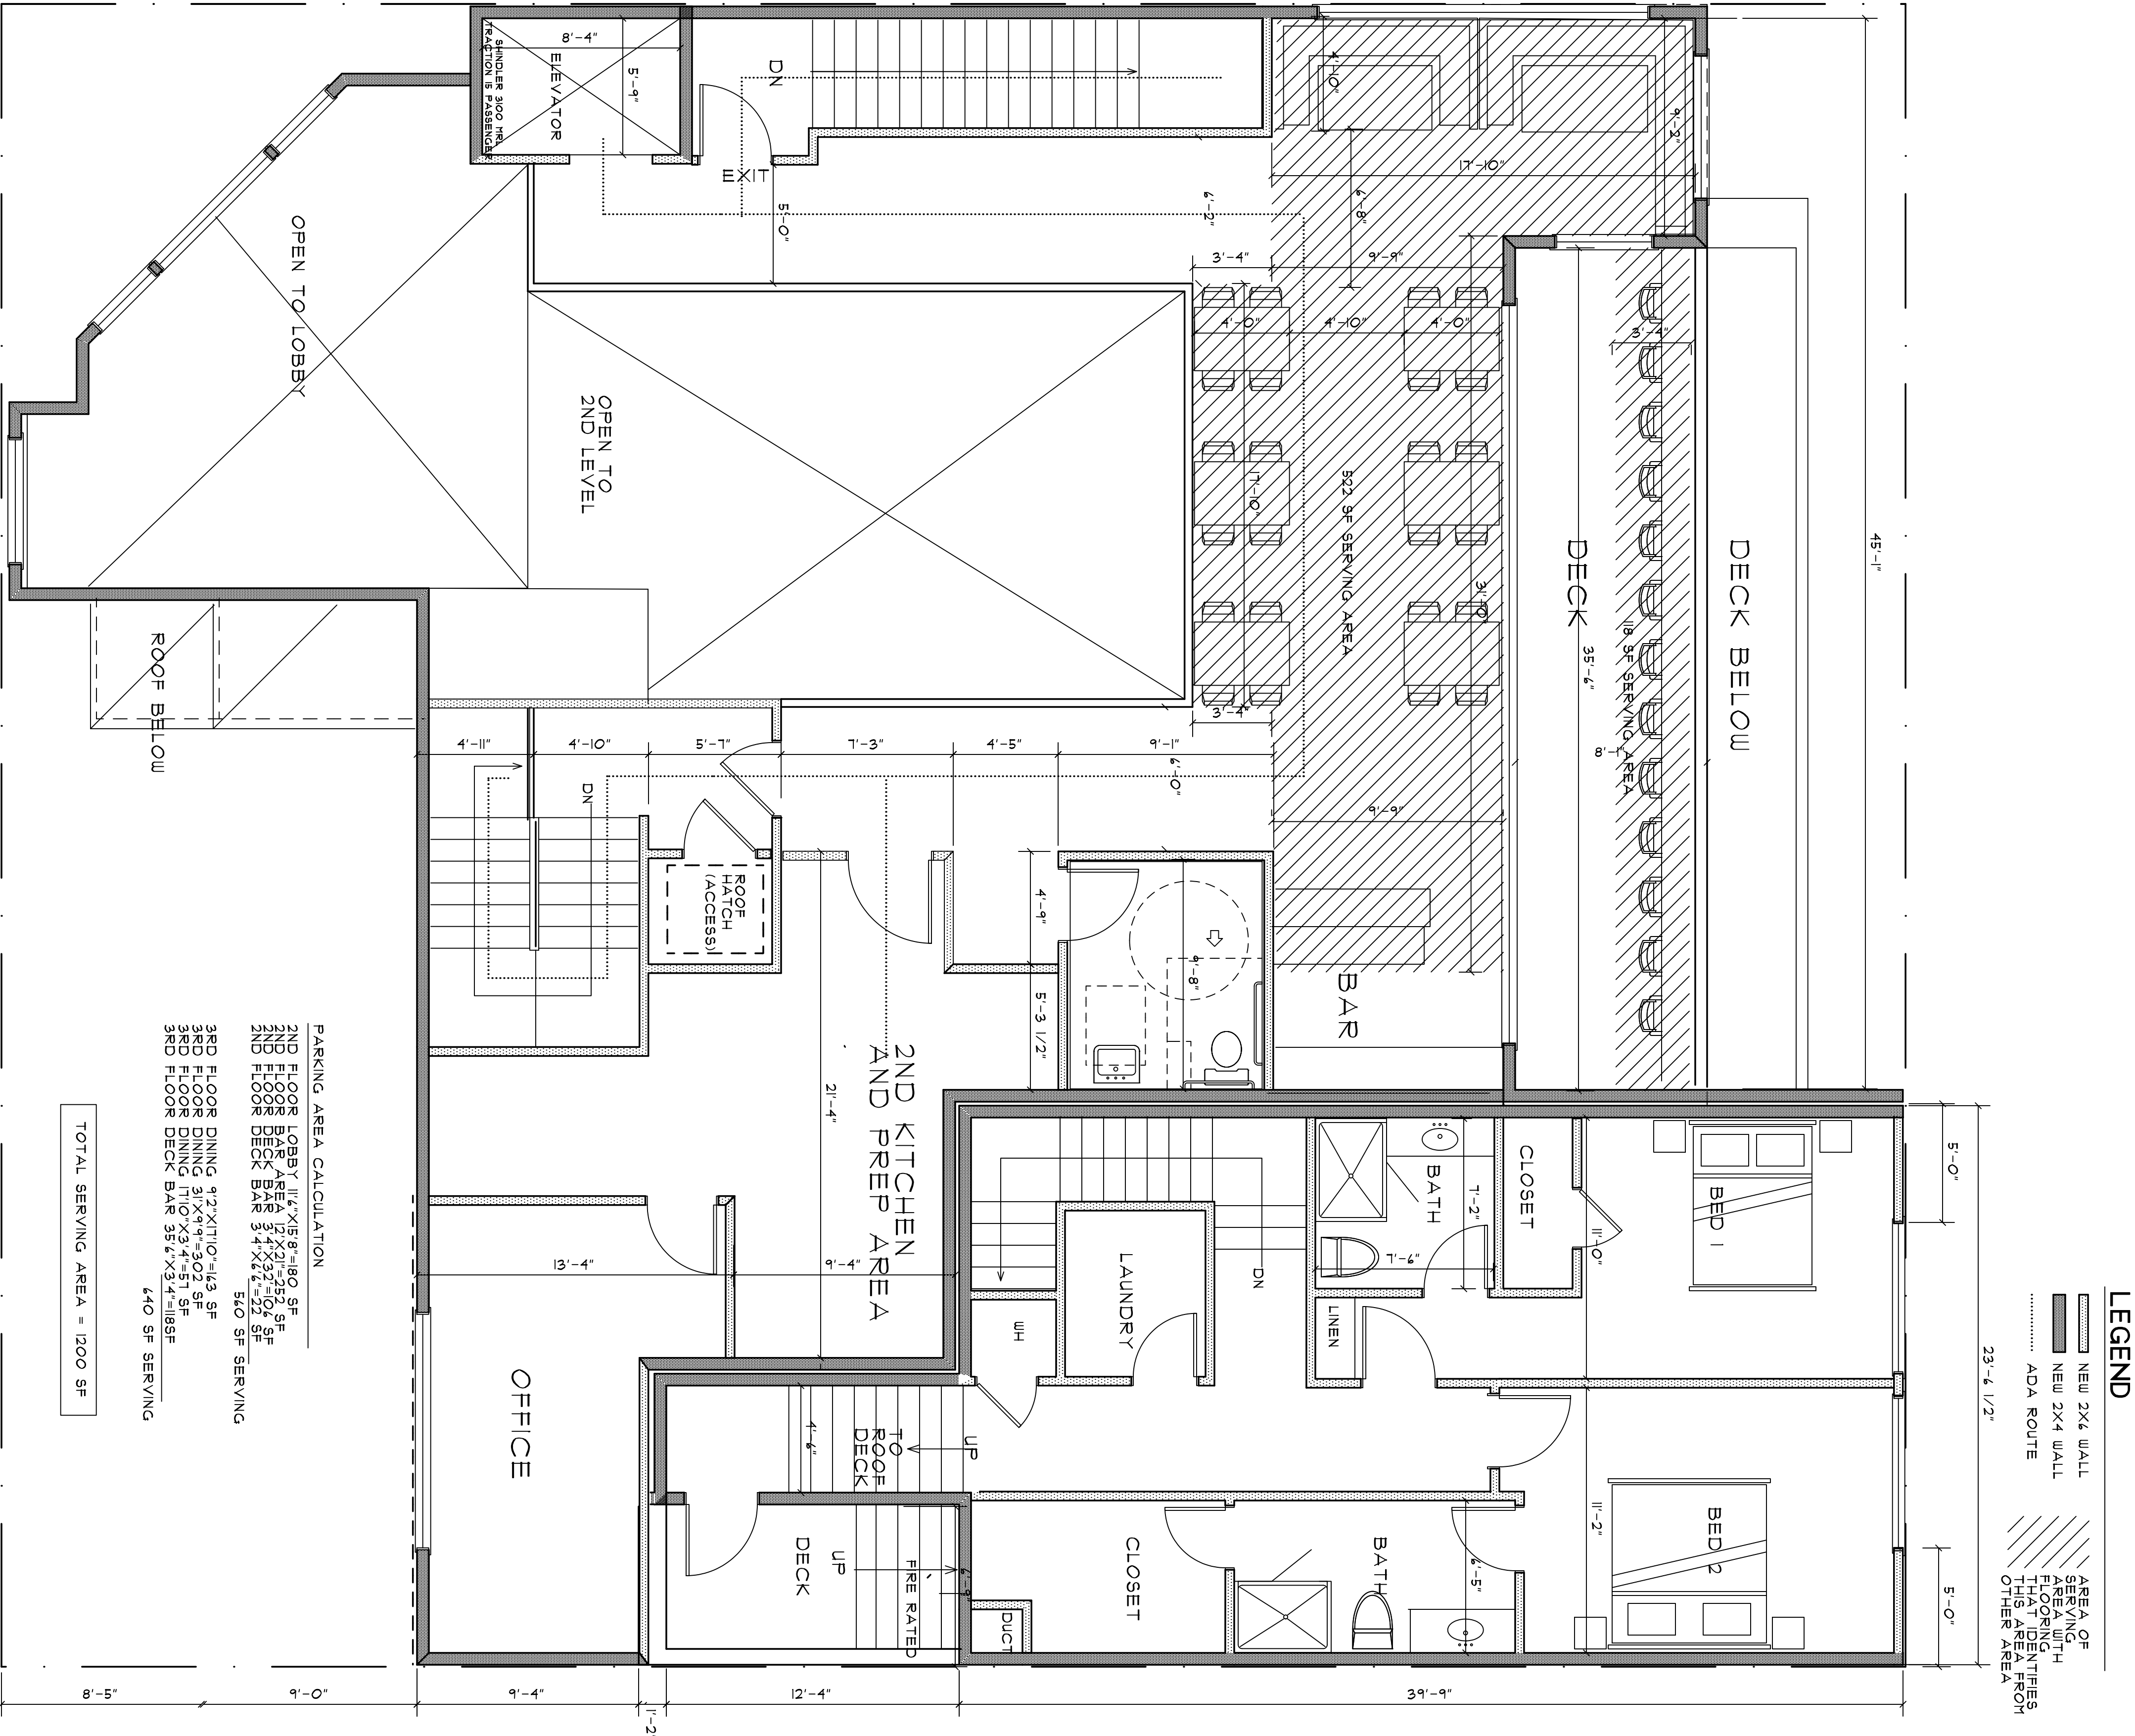 LEGEND
NEW 2X6 WALL
NEW 2X4 WALL
ADA ROUTE
AREA OF
SERVING
AREA WITH
FLOORING
THAT IDENTIFIES
THIS AREA FROM
OTHER AREA
45'-1"
5'-0"
23'-6 1/2"
5'-0"
DECK BELOW
DECK
35'-6"
8'-1"
118 SF SERVING AREA
3'-4"
9'-2"
17'-10"
4'-10"
6'-8"
6'-2"
3'-4"
9'-9"
4'-0"
4'-10"
4'-0"
17'-10"
522 SF SERVING AREA
31'-0"
3'-4"
9'-9"
6'-0"
BAR
DN
ELEVATOR
8'-4"
5'-9"
SHINDLER 3100 MRL
TRACTION 15 PASSENGER
EXIT
5'-0"
OPEN TO LOBBY
OPEN TO
2ND LEVEL
ROOF BELOW
4'-11"
4'-10"
5'-7"
7'-3"
4'-5"
9'-1"
DN
ROOF
HATCH
(ACCESS)
4'-9"
5'-3 1/2"
9'-8"
21'-4"
2ND KITCHEN
AND PREP AREA
13'-4"
9'-4"
OFFICE
BED 1
11'-0"
CLOSET
BATH
7'-2"
7'-6"
LINEN
DN
LAUNDRY
WH
BED 2
11'-2"
BATH
6'-5"
CLOSET
DUCT
UP
TO
ROOF
DECK
4'-6"
DECK
UP
FIRE RATED
6'-9"
PARKING AREA CALCULATION
2ND FLOOR LOBBY 11'6"X15'8"=180 SF
2ND FLOOR BAR AREA 12'X21'=252 SF
2ND FLOOR DECK BAR 3'4"X32'=106 SF
2ND FLOOR DECK BAR 3'4"X6'6"=22 SF
560 SF SERVING
3RD FLOOR DINING 9'2"X17'10"=163 SF
3RD FLOOR DINING 31'X9'9"=302 SF
3RD FLOOR DINING 17'10"X3'4"=57 SF
3RD FLOOR DECK BAR 35'6"X3'4"=118SF
640 SF SERVING
TOTAL SERVING AREA = 1200 SF
8'-5"
9'-0"
9'-4"
1'-2"
12'-4"
39'-9"